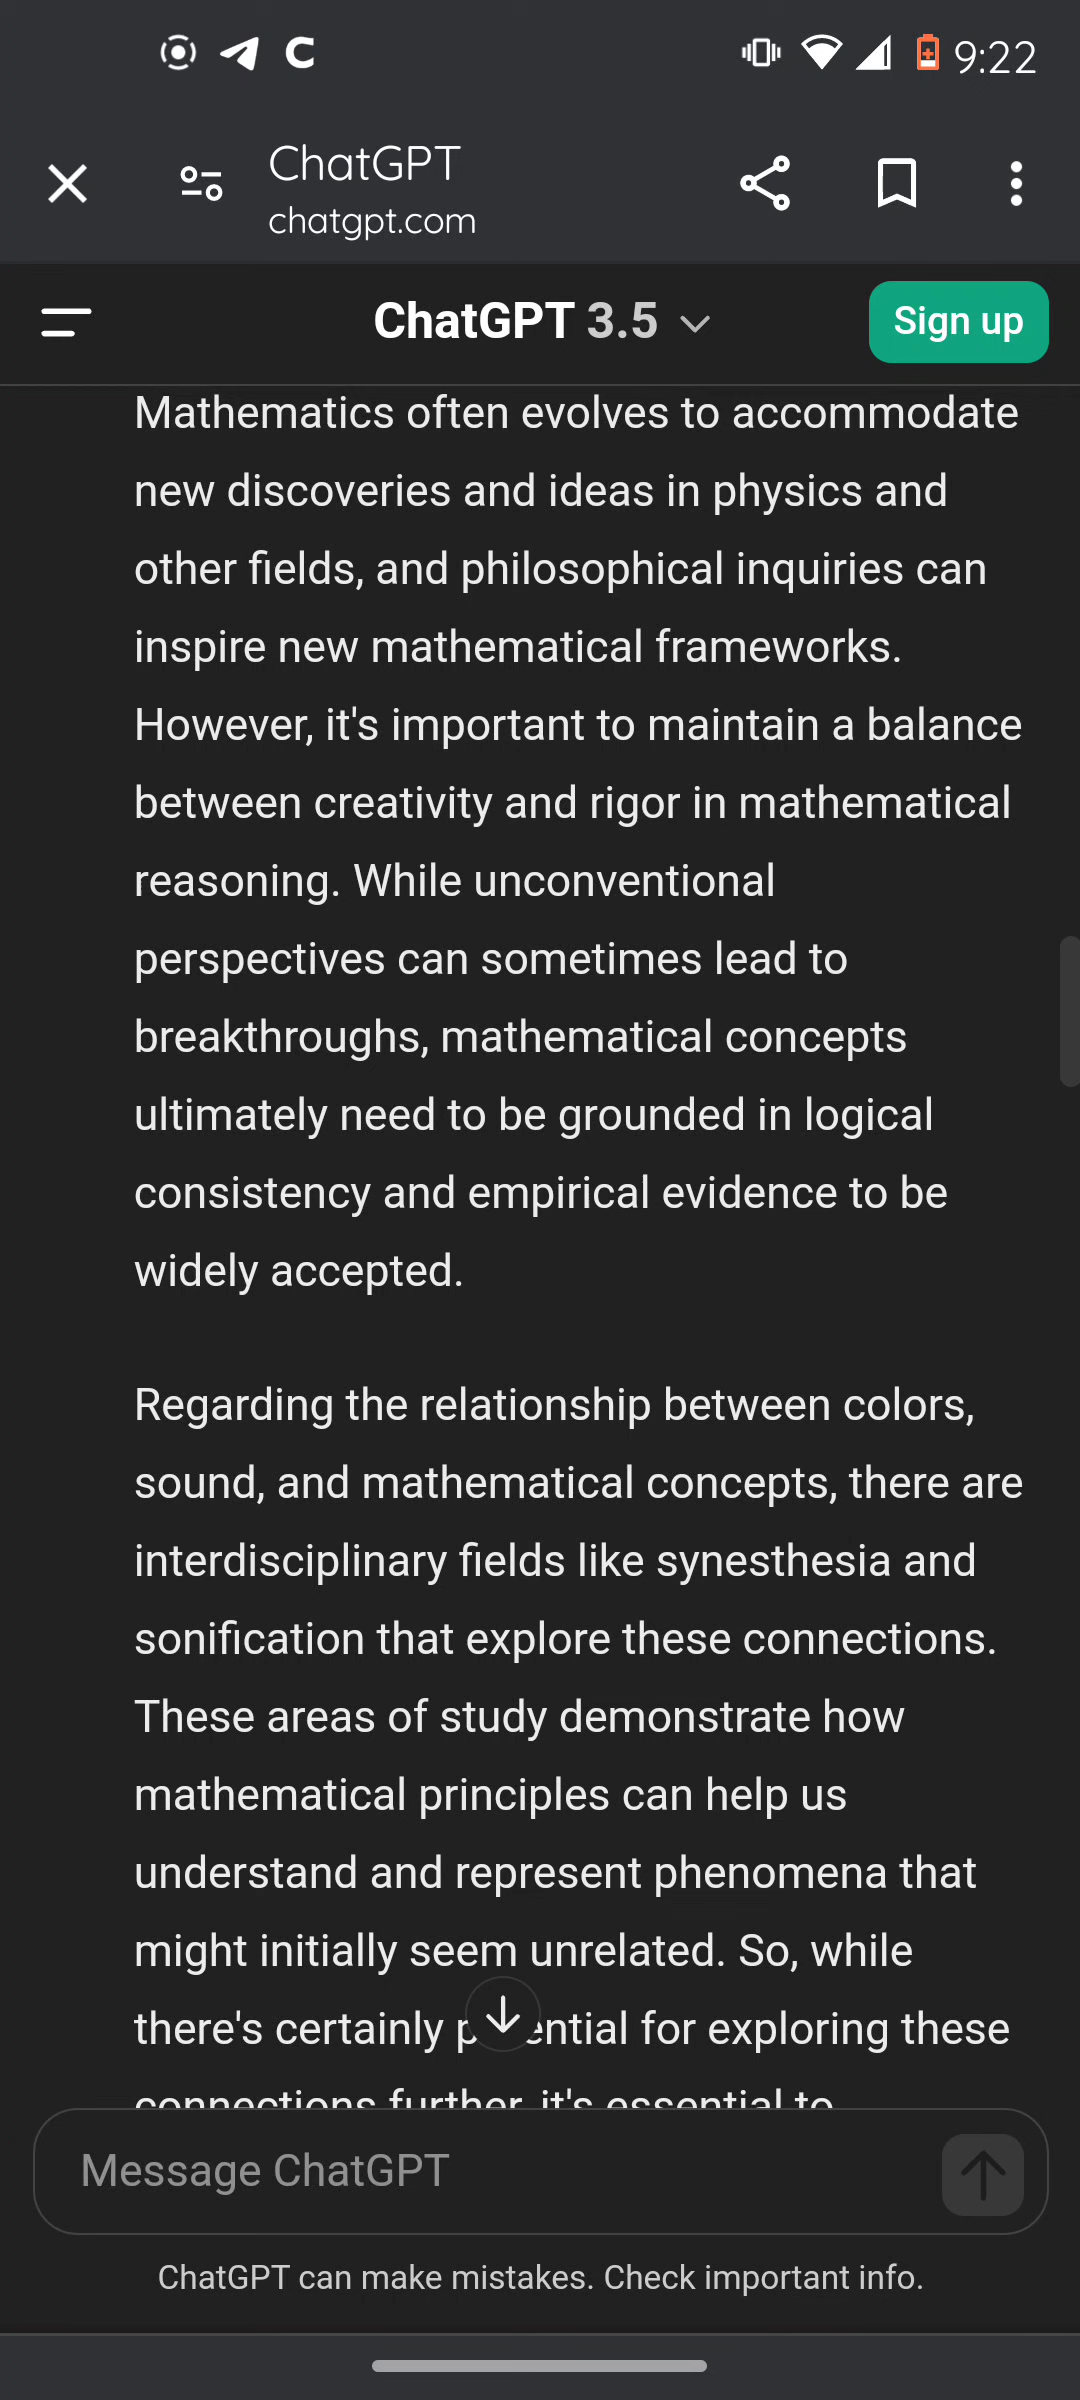 9:22
ChatGPT
chatgpt.com
ChatGPT 3.5
Sign up
Mathematics often evolves to accommodate
new discoveries and ideas in physics and
other fields, and philosophical inquiries can
inspire new mathematical frameworks.
However, it's important to maintain a balance
between creativity and rigor in mathematical
reasoning. While unconventional
perspectives can sometimes lead to
breakthroughs, mathematical concepts
ultimately need to be grounded in logical
consistency and empirical evidence to be
widely accepted.
Regarding the relationship between colors,
sound, and mathematical concepts, there are
interdisciplinary fields like synesthesia and
sonification that explore these connections.
These areas of study demonstrate how
mathematical principles can help us
understand and represent phenomena that
might initially seem unrelated. So, while
there's certainly potential for exploring these
connections further, it's essential to
Message ChatGPT
ChatGPT can make mistakes. Check important info.